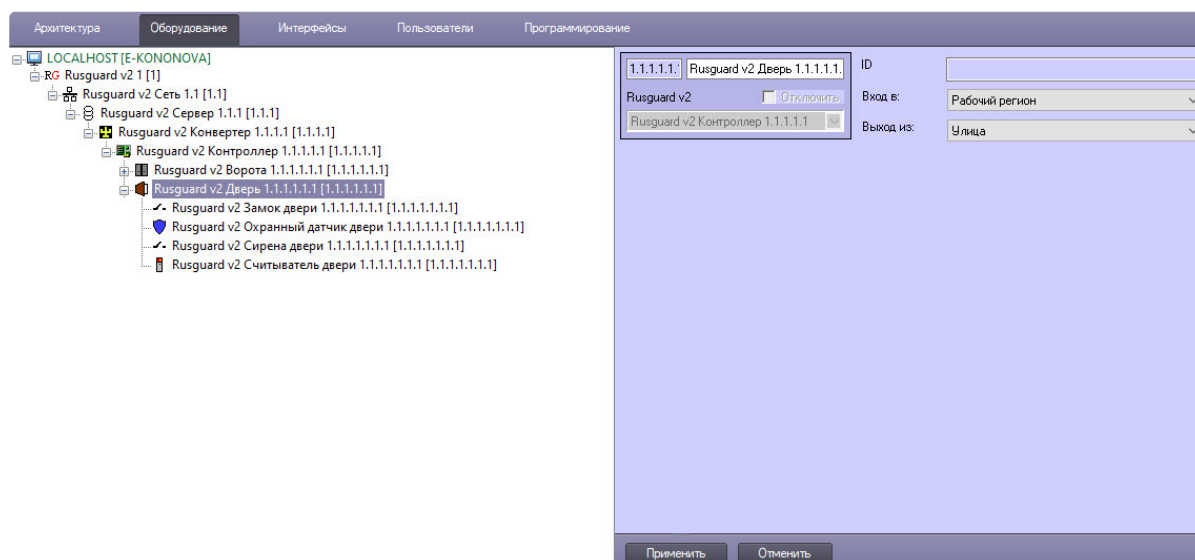 Архитектура Оборудование Интерфейсы Пользователи Программирование
LOCALHOST [E-KONONOVA]
RG Rusguard v2 1 [1]
Rusguard v2 Сеть 1.1 [1.1]
Rusguard v2 Сервер 1.1.1 [1.1.1]
Rusguard v2 Конвертер 1.1.1.1 [1.1.1.1]
Rusguard v2 Контроллер 1.1.1.1.1 [1.1.1.1.1]
Rusguard v2 Ворота 1.1.1.1.1.1 [1.1.1.1.1.1]
Rusguard v2 Дверь 1.1.1.1.1.1 [1.1.1.1.1.1]
Rusguard v2 Замок двери 1.1.1.1.1.1.1 [1.1.1.1.1.1.1]
Rusguard v2 Охранный датчик двери 1.1.1.1.1.1.1 [1.1.1.1.1.1.1]
Rusguard v2 Сирена двери 1.1.1.1.1.1.1 [1.1.1.1.1.1.1]
Rusguard v2 Считыватель двери 1.1.1.1.1.1.1 [1.1.1.1.1.1.1]
1.1.1.1.1. Rusguard v2 Дверь 1.1.1.1.1.
Rusguard v2 Отключить
Rusguard v2 Контроллер 1.1.1.1.1
ID
Вход в: Рабочий регион
Выход из: Улица
Применить Отменить